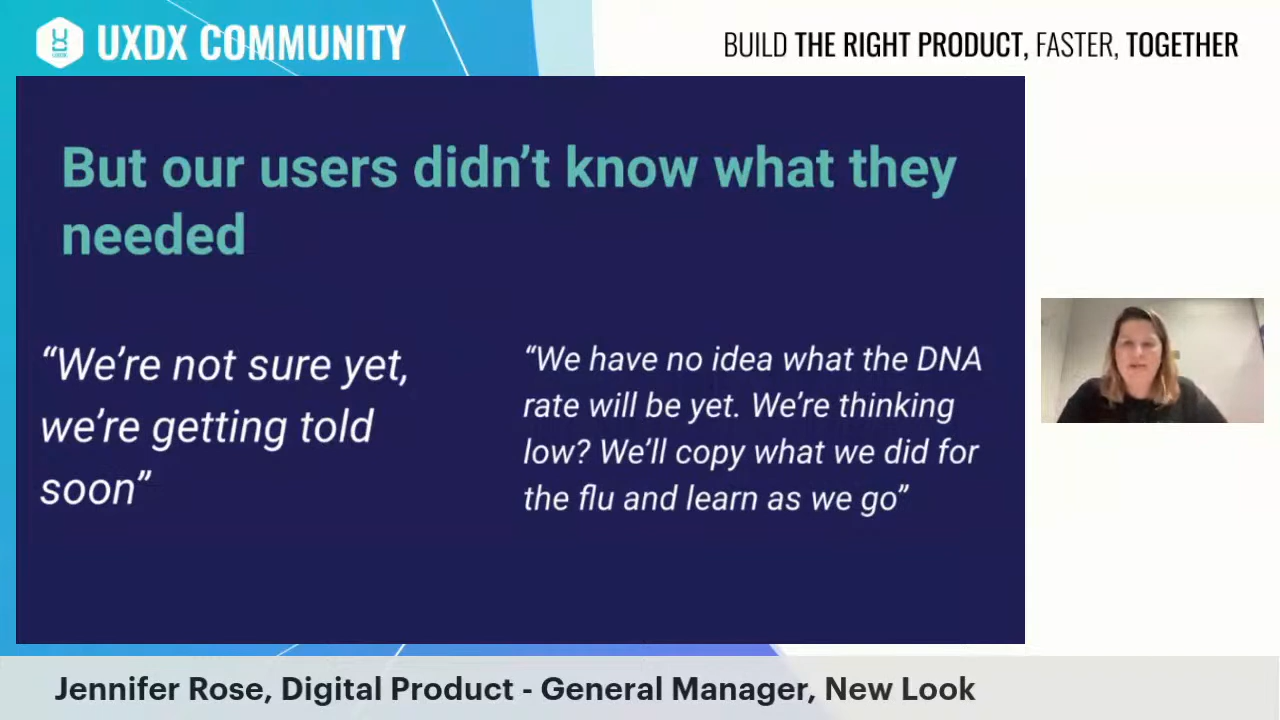 UXDX COMMUNITY
BUILD THE RIGHT PRODUCT, FASTER, TOGETHER
But our users didn’t know what they
needed
“We’re not sure yet,
we’re getting told
soon”
“We have no idea what the DNA
rate will be yet. We’re thinking
low? We’ll copy what we did for
the flu and learn as we go”
Jennifer Rose, Digital Product - General Manager, New Look